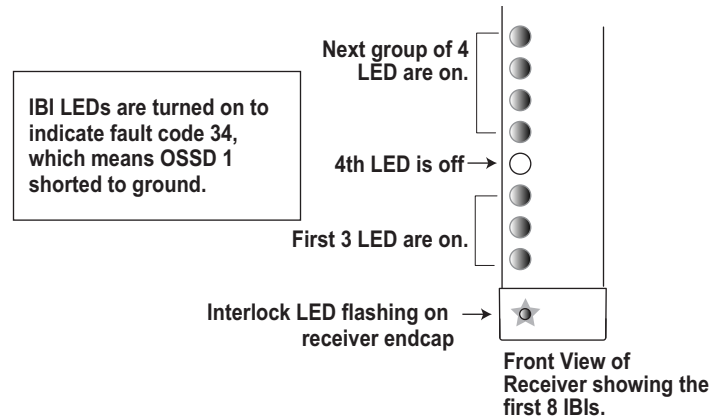 Next group of 4
LED are on.
IBI LEDs are turned on to
indicate fault code 34,
which means OSSD 1
shorted to ground.
4th LED is off
First 3 LED are on.
Interlock LED flashing on
receiver endcap
Front View of
Receiver showing the
first 8 IBIs.